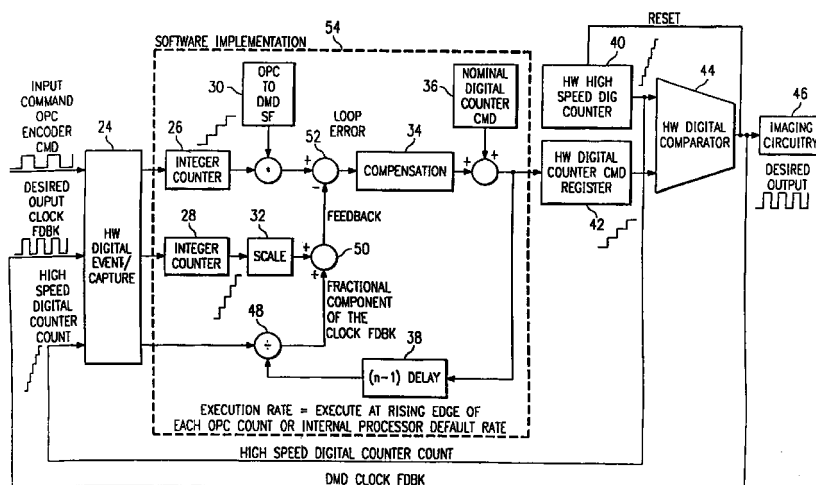 54
RESET
SOFTWARE IMPLEMENTATION
30
OPC
TO
DMD
SF
36
NOMINAL
DIGITAL
COUNTER
CMD
40
HW HIGH
SPEED DIG
COUNTER
44
HW DIGITAL
COMPARATOR
46
IMAGING
CIRCUITRY
DESIRED
OUTPUT
INPUT
COMMAND
OPC
ENCODER
CMD
24
26
INTEGER
COUNTER
52
LOOP
ERROR
34
COMPENSATION
HW DIGITAL
COUNTER CMD
REGISTER
42
DESIRED
OUPUT
CLOCK
FDBK
HW
DIGITAL
EVENT/
CAPTURE
28
INTEGER
COUNTER
32
SCALE
FEEDBACK
50
HIGH
SPEED
DIGITAL
COUNTER
COUNT
48
÷
FRACTIONAL
COMPONENT
OF THE
CLOCK FDBK
38
(n-1) DELAY
EXECUTION RATE = EXECUTE AT RISING EDGE OF
EACH OPC COUNT OR INTERNAL PROCESSOR DEFAULT RATE
HIGH SPEED DIGITAL COUNTER COUNT
DMD CLOCK FDBK